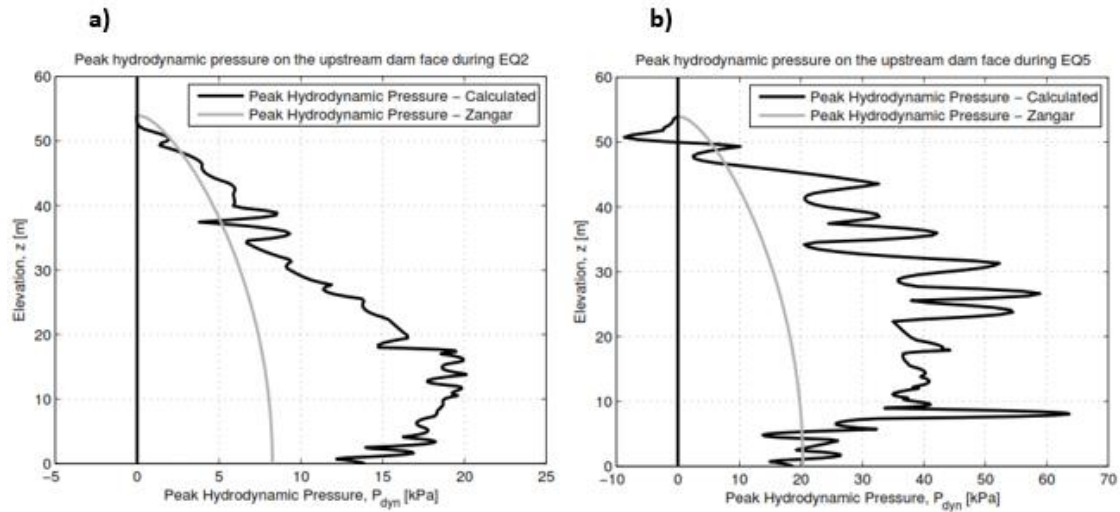 a)
Peak hydrodynamic pressure on the upstream dam face during EQ2
60
50
40
30
20
10
0
Elevation, z [m]
Peak Hydrodynamic Pressure − Calculated
Peak Hydrodynamic Pressure − Zangar
−5 0 5 10 15 20 25
Peak Hydrodynamic Pressure, Pdyn [kPa]
b)
Peak hydrodynamic pressure on the upstream dam face during EQ5
60
50
40
30
20
10
0
Elevation, z [m]
Peak Hydrodynamic Pressure − Calculated
Peak Hydrodynamic Pressure − Zangar
−10 0 10 20 30 40 50 60 70
Peak Hydrodynamic Pressure, Pdyn [kPa]